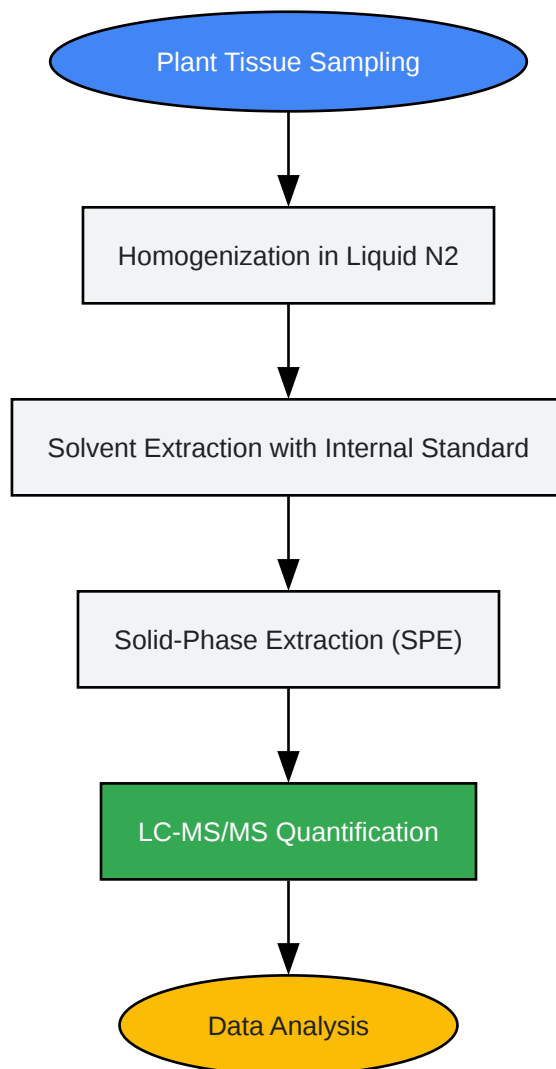 Plant Tissue Sampling
Homogenization in Liquid N2
Solvent Extraction with Internal Standard
Solid-Phase Extraction (SPE)
LC-MS/MS Quantification
Data Analysis